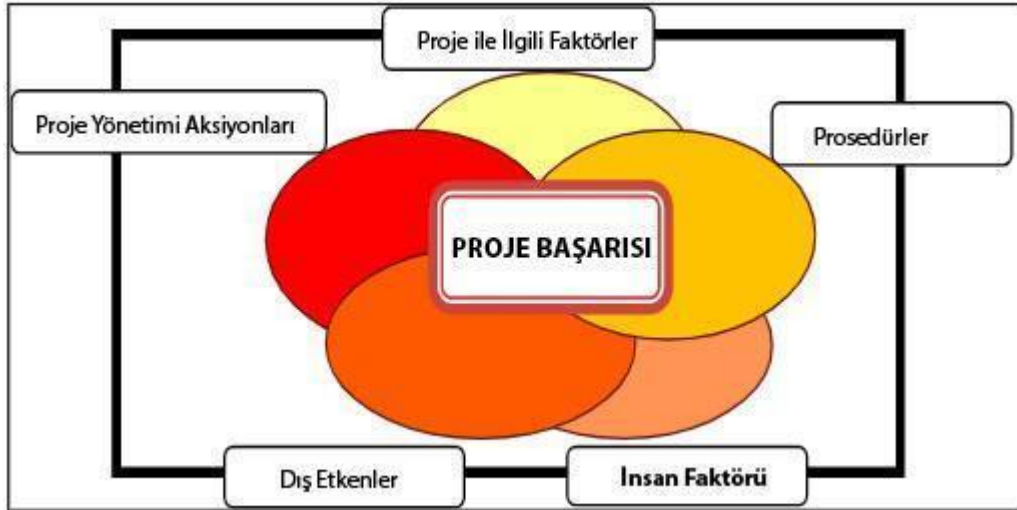 Proje ile İlgili Faktörler
Proje Yönetimi Aksiyonları
Prosedürler
PROJE BAŞARISI
Dış Etkenler
İnsan Faktörü